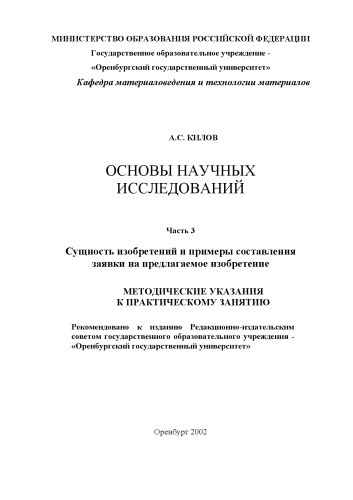 МИНИСТЕРСТВО ОБРАЗОВАНИЯ РОССИЙСКОЙ ФЕДЕРАЦИИ
Государственное образовательное учреждение -
«Оренбургский государственный университет»
Кафедра материаловедения и технологии материалов
А.С. КИЛОВ
ОСНОВЫ НАУЧНЫХ
ИССЛЕДОВАНИЙ
Часть 3
Сущность изобретений и примеры составления
заявки на предлагаемое изобретение
МЕТОДИЧЕСКИЕ УКАЗАНИЯ
К ПРАКТИЧЕСКОМУ ЗАНЯТИЮ
Рекомендовано к изданию Редакционно-издательским
советом государственного образовательного учреждения -
«Оренбургский государственный университет»
Оренбург 2002